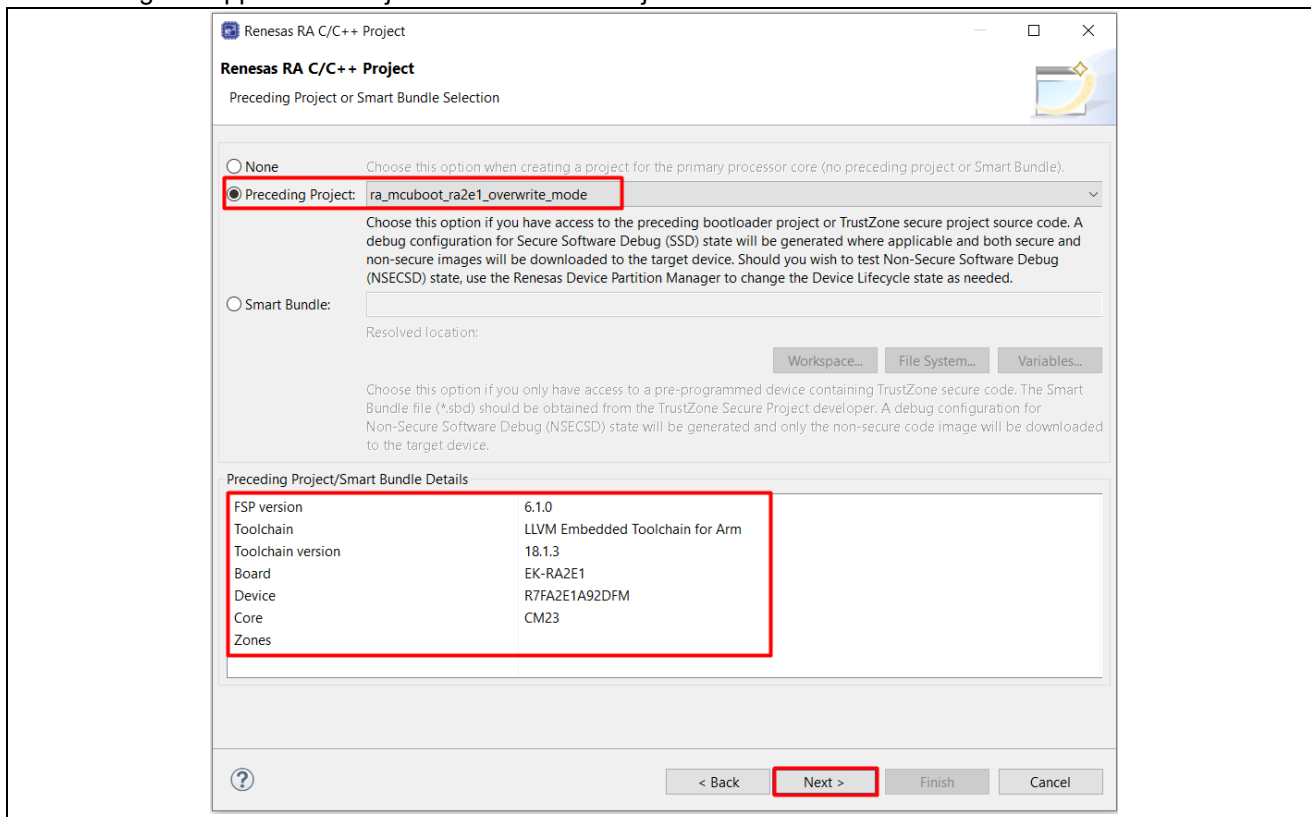 Renesas RA C/C++ Project
Renesas RA C/C++ Project
Preceding Project or Smart Bundle Selection
None Choose this option when creating a project for the primary processor core (no preceding project or Smart Bundle).
Preceding Project: ra_mcuboot_ra2e1_overwrite_mode
Choose this option if you have access to the preceding bootloader project or TrustZone secure project source code. A
debug configuration for Secure Software Debug (SSD) state will be generated where applicable and both secure and
non-secure images will be downloaded to the target device. Should you wish to test Non-Secure Software Debug
(NSECSD) state, use the Renesas Device Partition Manager to change the Device Lifecycle state as needed.
Smart Bundle:
Resolved location:
Workspace... File System... Variables...
Choose this option if you only have access to a pre-programmed device containing TrustZone secure code. The Smart
Bundle file (*.sbd) should be obtained from the TrustZone Secure Project developer. A debug configuration for
Non-Secure Software Debug (NSECSD) state will be generated and only the non-secure code image will be downloaded
to the target device.
Preceding Project/Smart Bundle Details
FSP version 6.1.0
Toolchain LLVM Embedded Toolchain for Arm
Toolchain version 18.1.3
Board EK-RA2E1
Device R7FA2E1A92DFM
Core CM23
Zones
? < Back Next > Finish Cancel